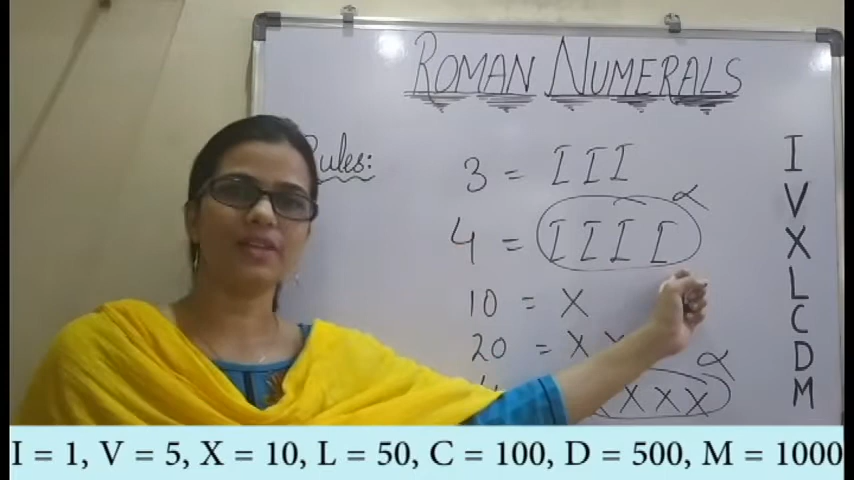 ROMAN NUMERALS
Rules:
3 = III
4 = IIII
10 = X
20 = XX
XXXX
I
V
X
L
C
D
M
I = 1, V = 5, X = 10, L = 50, C = 100, D = 500, M = 1000